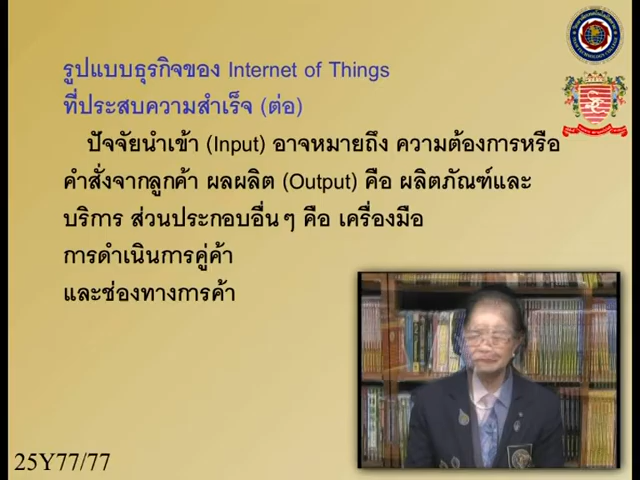 รูปแบบธุรกิจของ Internet of Things
ที่ประสบความสำเร็จ (ต่อ)
ปัจจัยนำเข้า (Input) อาจหมายถึง ความต้องการหรือ
คำสั่งจากลูกค้า ผลผลิต (Output) คือ ผลิตภัณฑ์และ
บริการ ส่วนประกอบอื่นๆ คือ เครื่องมือ
การดำเนินการคู่ค้า
และช่องทางการค้า
25Y77/77